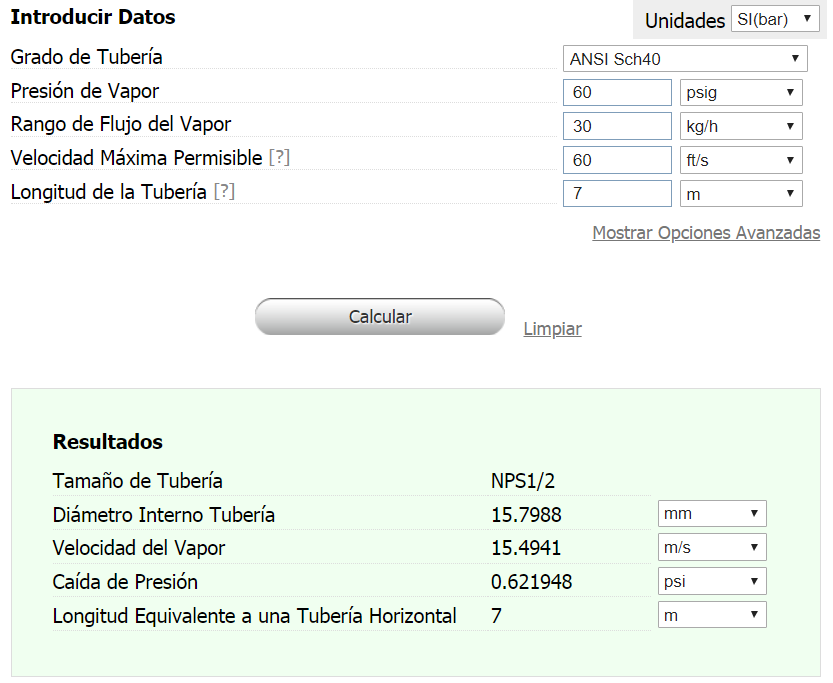 Introducir Datos
Unidades SI(bar)
Grado de Tubería ANSI Sch40
Presión de Vapor 60 psig
Rango de Flujo del Vapor 30 kg/h
Velocidad Máxima Permisible [?] 60 ft/s
Longitud de la Tubería [?] 7 m
Mostrar Opciones Avanzadas
Calcular Limpiar
Resultados
Tamaño de Tubería NPS1/2
Diámetro Interno Tubería 15.7988 mm
Velocidad del Vapor 15.4941 m/s
Caída de Presión 0.621948 psi
Longitud Equivalente a una Tubería Horizontal 7 m